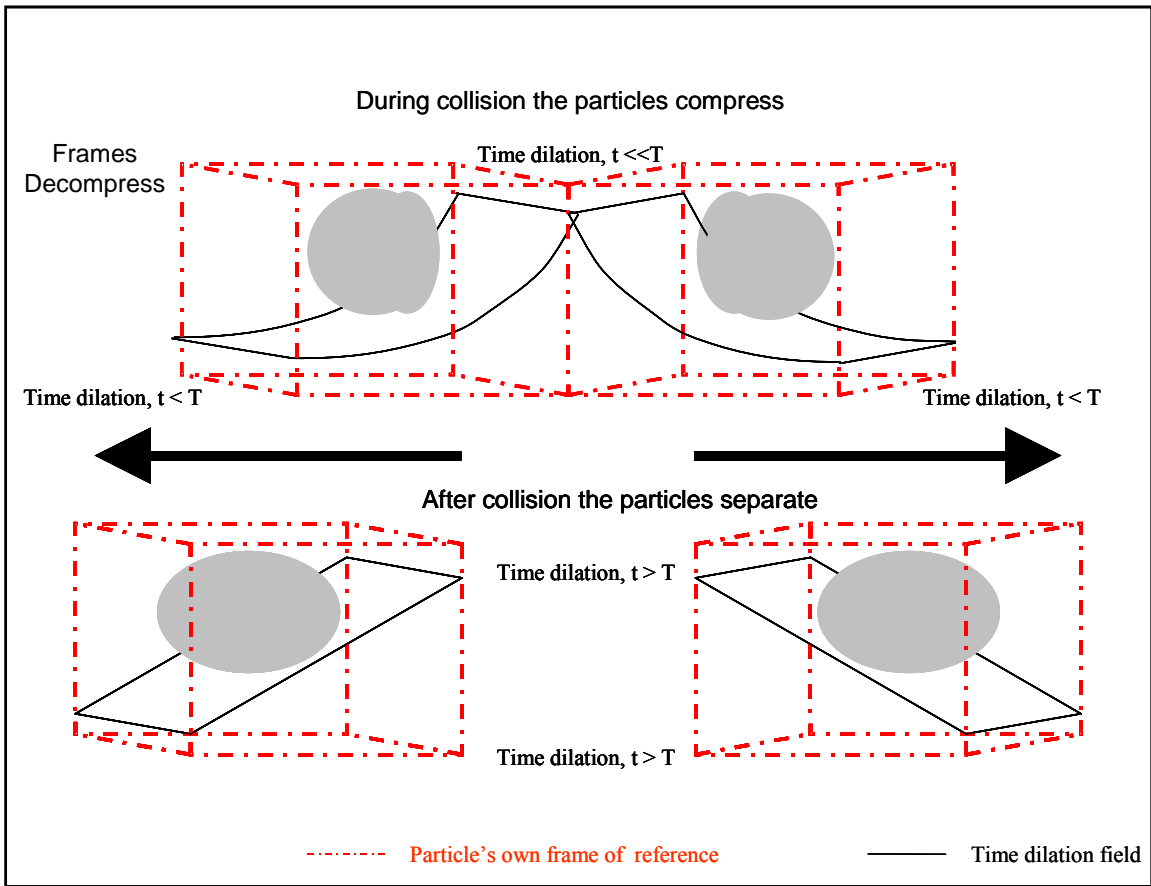 During collision the particles compress
Frames
Decompress
Time dilation, t <<T
Time dilation, t < T
Time dilation, t < T
After collision the particles separate
Time dilation, t > T
Time dilation, t > T
Particle's own frame of reference
Time dilation field